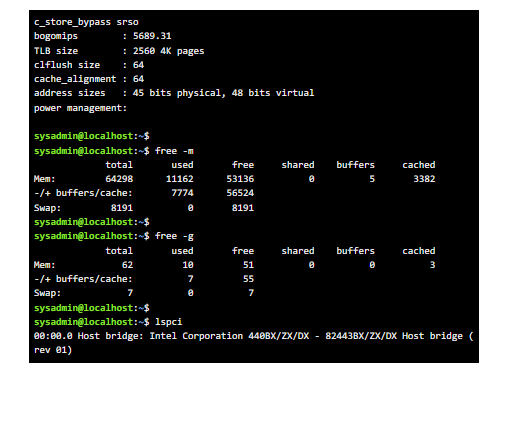 c_store_bypass srso
bogomips        : 5689.31
TLB size        : 2560 4K pages
clflush size    : 64
cache_alignment : 64
address sizes   : 45 bits physical, 48 bits virtual
power management:
sysadmin@localhost:~$
sysadmin@localhost:~$ free -m
             total       used       free     shared    buffers     cached
Mem:         64298      11162      53136          0          5       3382
-/+ buffers/cache:       7774      56524
Swap:         8191          0       8191
sysadmin@localhost:~$
sysadmin@localhost:~$ free -g
             total       used       free     shared    buffers     cached
Mem:            62         10         51          0          0          3
-/+ buffers/cache:          7         55
Swap:            7          0          7
sysadmin@localhost:~$
sysadmin@localhost:~$ lspci
00:00.0 Host bridge: Intel Corporation 440BX/ZX/DX - 82443BX/ZX/DX Host bridge (
rev 01)